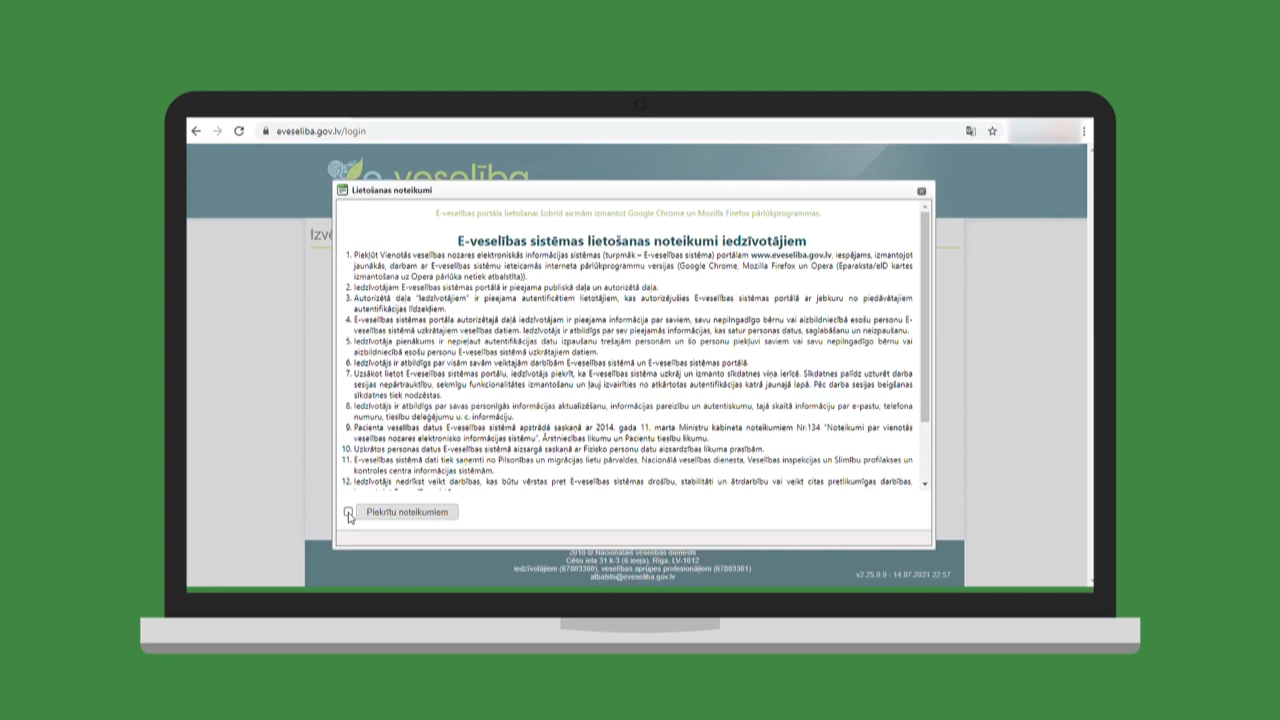 eveseliba.gov.lv/login
e-veselība
Lietošanas noteikumi
E-veselības portāla lietošanai šobrīd aicinām izmantot Google Chrome un Mozilla Firefox pārlūkprogrammas.
Izvē
E-veselības sistēmas lietošanas noteikumi iedzīvotājiem
1. Piekļūt Vienotās veselības nozares elektroniskās informācijas sistēmas (turpmāk – E-veselības sistēma) portālam www.eveseliba.gov.lv. iespējams, izmantojot
jaunākās, darbam ar E-veselības sistēmu ieteicamās interneta pārlūkprogrammu versijas (Google Chrome, Mozilla Firefox un Opera (Eparaksta/eID kartes
izmantošana uz Opera pārlūka netiek atbalstīta)).
2. Iedzīvotājam E-veselības sistēmas portālā ir pieejama publiskā daļa un autorizētā daļa.
3. Autorizētā daļa "Iedzīvotājiem" ir pieejama autentificētiem lietotājiem, kas autorizējušies E-veselības sistēmas portālā ar jebkuru no piedāvātajiem
autentifikācijas līdzekļiem.
4. E-veselības sistēmas portāla autorizētajā daļā iedzīvotājam ir pieejama informācija par saviem, savu nepilngadīgo bērnu vai aizbildniecībā esošu personu E-
veselības sistēmā uzkrātajiem veselības datiem. Iedzīvotājs ir atbildīgs par sev pieejamās informācijas, kas satur personas datus, saglabāšanu un neizpaušanu.
5. Iedzīvotāja pienākums ir nepieļaut autentifikācijas datu izpaušanu trešajām personām un šo personu piekļuvi saviem vai savu nepilngadīgo bērnu vai
aizbildniecībā esošo personu E-veselības sistēmā uzkrātajiem datiem.
6. Iedzīvotājs ir atbildīgs par visām savām veiktajām darbībām E-veselības sistēmā un E-veselības sistēmas portālā.
7. Uzsākot lietot E-veselības sistēmas portālu, iedzīvotājs piekrīt, ka E-veselības sistēma uzkrāj un izmanto sīkdatnes viņa ierīcē. Sīkdatnes palīdz uzturēt darba
sesijas nepārtrauktību, sekmīgu funkcionalitātes izmantošanu un ļauj izvairīties no atkārtotas autentifikācijas katrā jaunajā lapā. Pēc darba sesijas beigšanas
sīkdatnes tiek nodzēstas.
8. Iedzīvotājs ir atbildīgs par savas personīgās informācijas aktualizēšanu, informācijas pareizību un autentiskumu, tajā skaitā informāciju par e-pastu, telefona
numuru, tiesību deleģējumu u. c. informāciju.
9. Pacienta veselības datus E-veselības sistēmā apstrādā saskaņā ar 2014. gada 11. marta Ministru kabineta noteikumiem Nr.134 "Noteikumi par vienotās
veselības nozares elektronisko informācijas sistēmu", Ārstniecības likumu un Pacientu tiesību likumu.
10. Uzkrātos personas datus E-veselības sistēmā aizsargā saskaņā ar Fizisko personu datu aizsardzības likuma prasībām.
11. E-veselības sistēmā dati tiek saņemti no Pilsonības un migrācijas lietu pārvaldes, Nacionālā veselības dienesta, Veselības inspekcijas un Slimību profilakses un
kontroles centra informācijas sistēmām.
12. Iedzīvotājs nedrīkst veikt darbības, kas būtu vērstas pret E-veselības sistēmas drošību, stabilitāti un ātrdarbību vai veikt citas pretlikumīgas darbības,
Piekrītu noteikumiem
2018 © Nacionālais veselības dienests
Cēsu iela 31 k-3 (6.ieeja), Rīga, LV-1012
iedzīvotājiem (67803300), veselības aprūpes profesionāļiem (67803301)
atbalsts@eveseliba.gov.lv
v2.25.0.9 - 14.07.2021 22:57